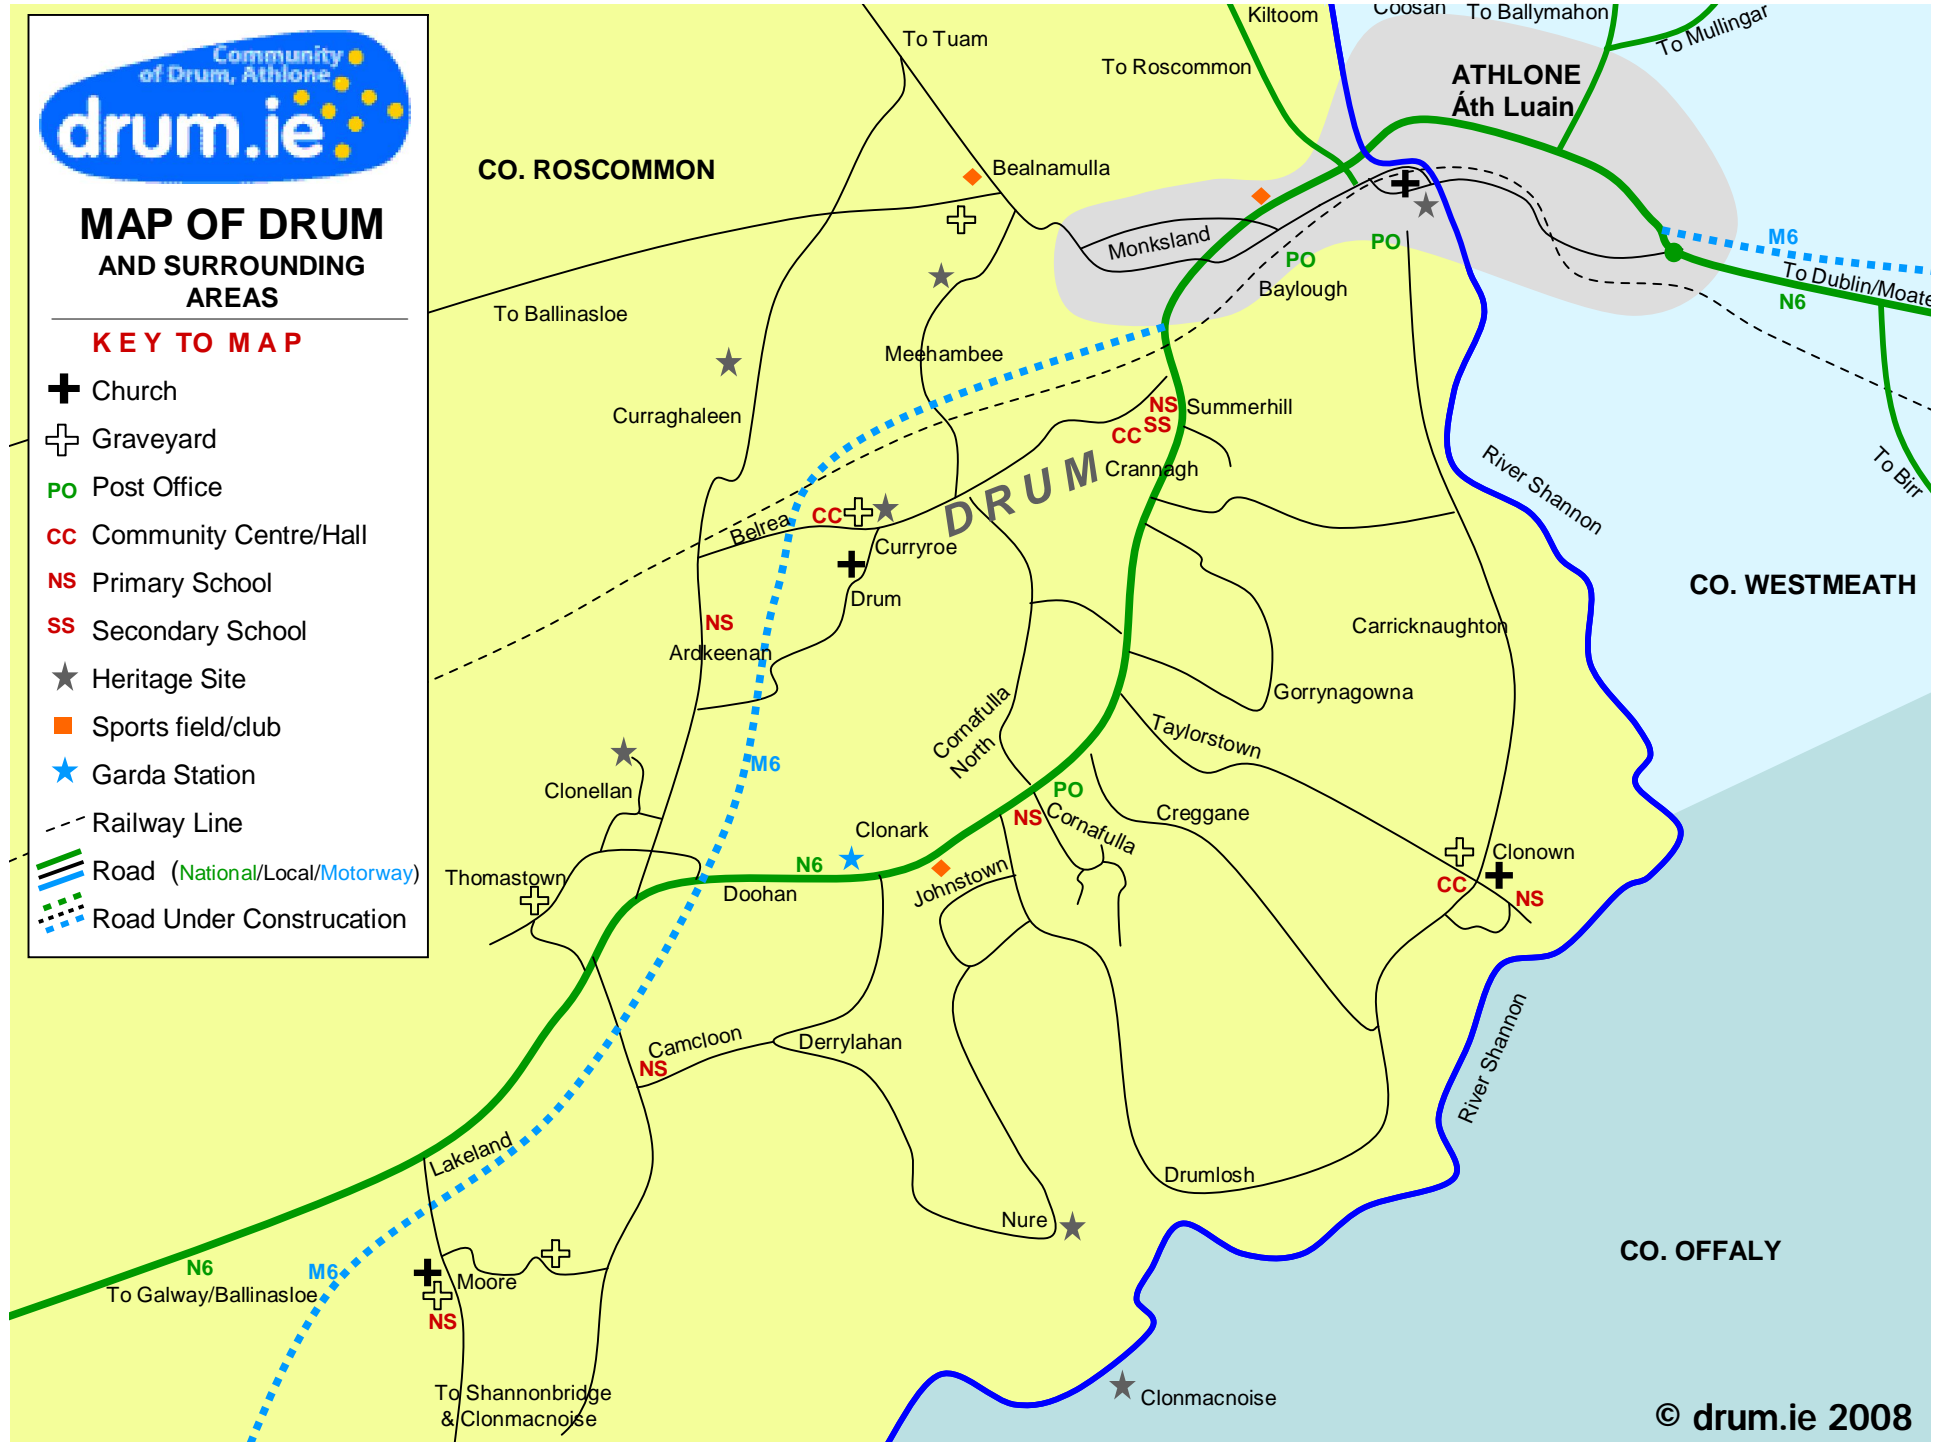 Community
of Drum, Athlone
drum.ie
MAP OF DRUM
AND SURROUNDING
AREAS
KEY TO MAP
Church
Graveyard
PO Post Office
CC Community Centre/Hall
NS Primary School
SS Secondary School
Heritage Site
Sports field/club
Garda Station
Railway Line
Road (National/Local/Motorway)
Road Under Construcation
To Tuam
Kiltoom
Coosan
To Ballymahon
To Mullingar
To Roscommon
ATHLONE
Áth Luain
CO. ROSCOMMON
Bealnamulla
Monksland
PO
PO
Baylough
M6
To Dublin/Moate
N6
To Ballinasloe
Meehambee
Curraghaleen
NS
Summerhill
SS
CC
Crannagh
DRUM
To Birr
River Shannon
Belrea
CC
Curryroe
Drum
CO. WESTMEATH
NS
Ardkeenan
Carricknaughton
Gorrynagowna
Cornafulla
North
Taylorstown
M6
Clonellan
PO
NS
Cornafulla
Creggane
Clonark
N6
Doohan
Johnstown
Thomastown
Clonown
CC
NS
Camcloon
NS
Derrylahan
River Shannon
Lakeland
Drumlosh
Nure
CO. OFFALY
N6
To Galway/Ballinasloe
M6
Moore
NS
To Shannonbridge
& Clonmacnoise
Clonmacnoise
© drum.ie 2008